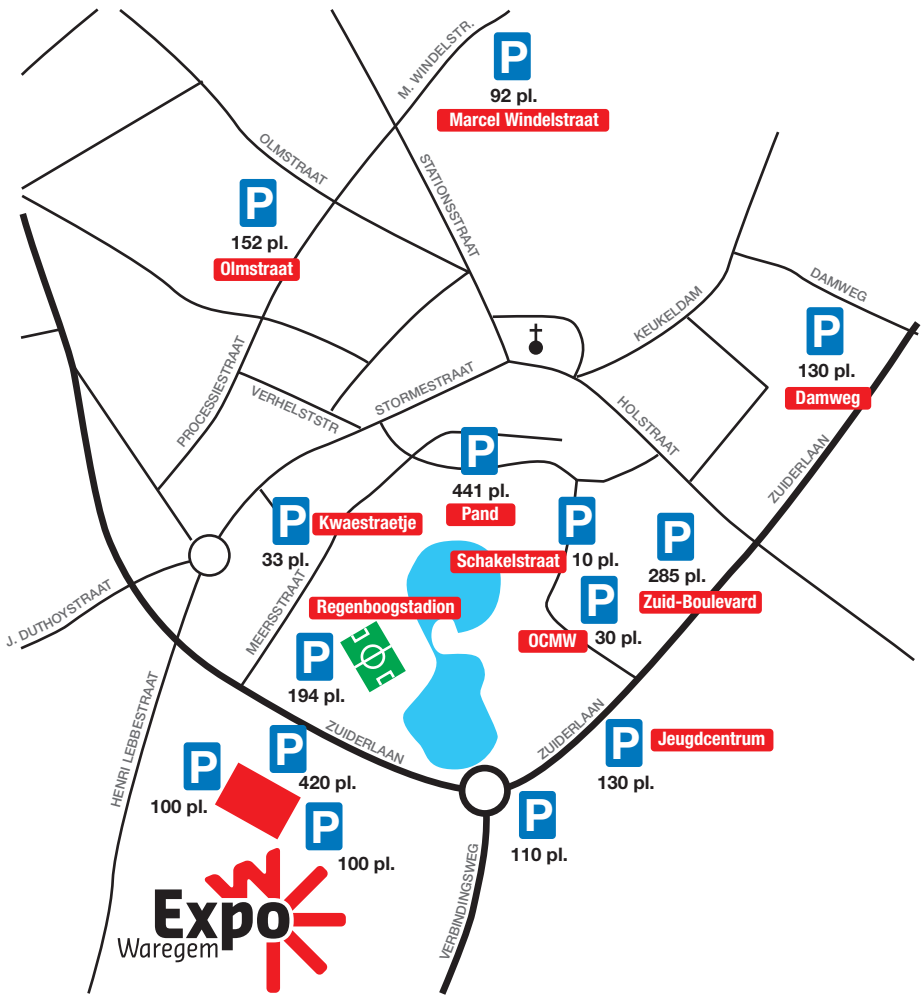 M. WINDELSTR.
P
92 pl.
Marcel Windelstraat
OLMSTRAAT
STATIONSSTRAAT
P
152 pl.
Olmstraat
KEUKELDAM
DAMWEG
P
130 pl.
Damweg
PROCESSIESTRAAT
VERHELSTSTR
STORMESTRAAT
HOLSTRAAT
ZUIDERLAAN
P
441 pl.
Pand
P
33 pl.
Kwaestraetje
P
10 pl.
Schakelstraat
P
285 pl.
Zuid-Boulevard
J. DUTHOYSTRAAT
MEERSSTRAAT
Regenboogstadion
P
194 pl.
P
30 pl.
OCMW
HENRI LEBBESTRAAT
ZUIDERLAAN
ZUIDERLAAN
P
130 pl.
Jeugdcentrum
P
100 pl.
P
420 pl.
P
100 pl.
P
110 pl.
VERBINDINGSWEG
Expo
Waregem